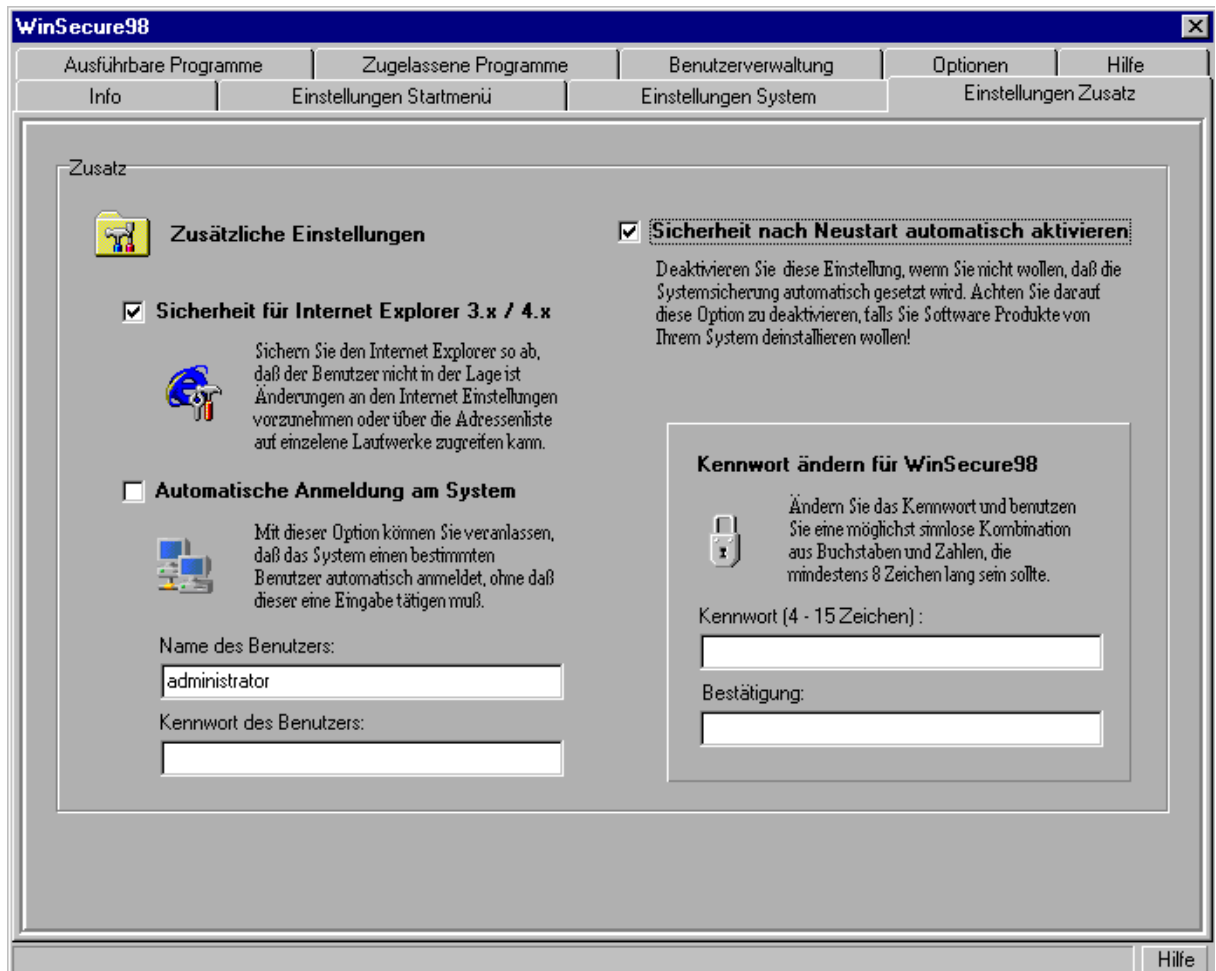 WinSecure98
Ausführbare Programme
Zugelassene Programme
Benutzerverwaltung
Optionen
Hilfe
Info
Einstellungen Startmenü
Einstellungen System
Einstellungen Zusatz
Zusatz
Zusätzliche Einstellungen
Sicherheit für Internet Explorer 3.x / 4.x
Sichern Sie den Internet Explorer so ab,
daß der Benutzer nicht in der Lage ist
Änderungen an den Internet Einstellungen
vorzunehmen oder über die Adressenliste
auf einzelene Laufwerke zugreifen kann.
Automatische Anmeldung am System
Mit dieser Option können Sie veranlassen,
daß das System einen bestimmten
Benutzer automatisch anmeldet, ohne daß
dieser eine Eingabe tätigen muß.
Name des Benutzers:
administrator
Kennwort des Benutzers:
Sicherheit nach Neustart automatisch aktivieren
Deaktivieren Sie diese Einstellung, wenn Sie nicht wollen, daß die
Systemsicherung automatisch gesetzt wird. Achten Sie darauf
diese Option zu deaktivieren, falls Sie Software Produkte von
Ihrem System deinstallieren wollen!
Kennwort ändern für WinSecure98
Ändern Sie das Kennwort und benutzen
Sie eine möglichst sinnlose Kombination
aus Buchstaben und Zahlen, die
mindestens 8 Zeichen lang sein sollte.
Kennwort (4 - 15 Zeichen) :
Bestätigung:
Hilfe